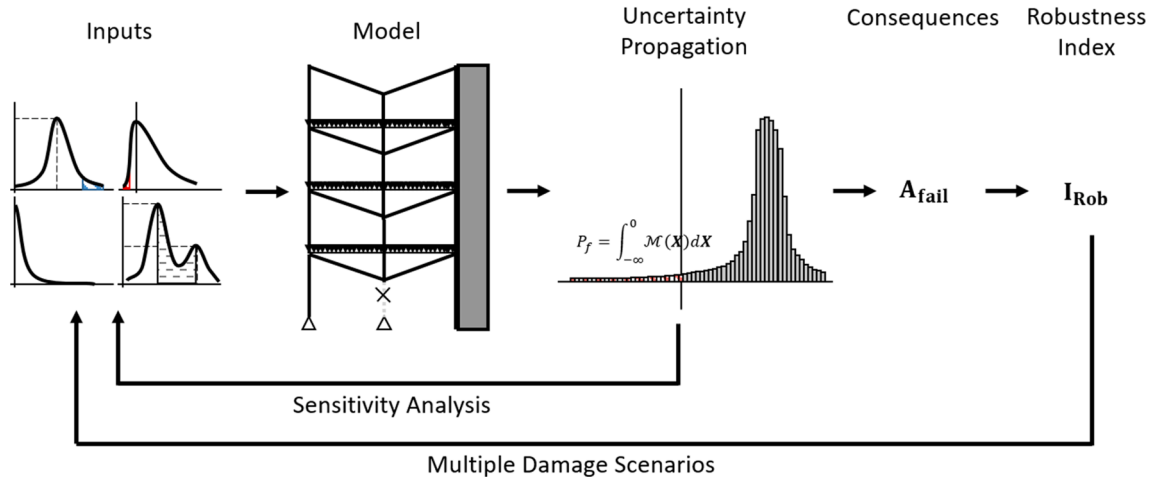 Inputs
Model
Uncertainty
Propagation
Consequences
Robustness
Index
P_f = ∫_{-∞}^{0} ℳ(X)dX
A_fail
I_Rob
Sensitivity Analysis
Multiple Damage Scenarios